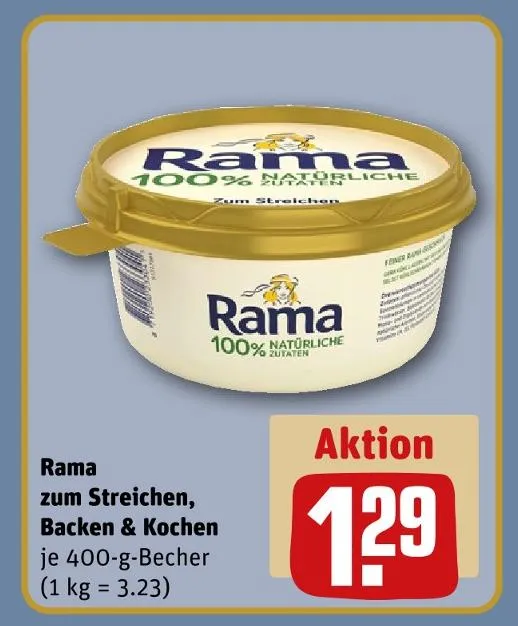 Rama
100% NATÜRLICHE
ZUTATEN
Zum Streichen
Rama
100% NATÜRLICHE
ZUTATEN
Aktion
1.29
Rama
zum Streichen,
Backen & Kochen
je 400-g-Becher
(1 kg = 3.23)